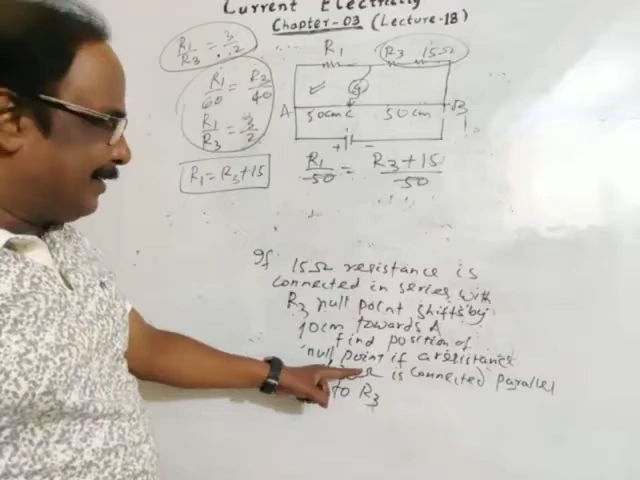 Current Electricity
Chapter-03 (Lecture-18)
R1/R3 = 3/2
R1/60 = R3/40
R1/R3 = 3/2
R1 = R3+15
R1 R3 15Ω
G
A 50cm C 50cm B
+ -
R1/50 = R3+15/50
If 15Ω resistance is
connected in series with
R3 null point shifts by
10cm towards A
find position of
null point if a resistance
Ω is connected parallel
to R3